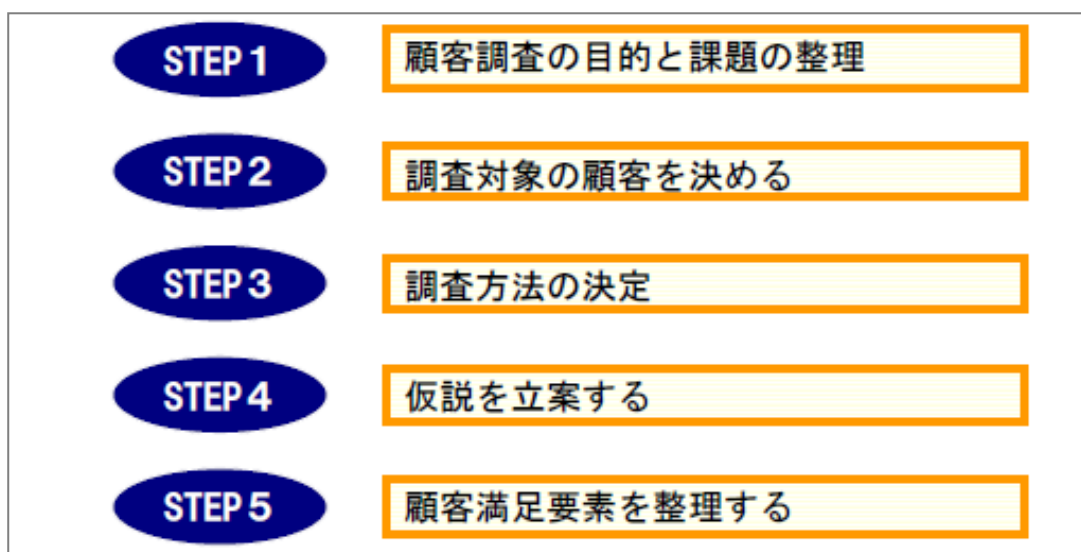 STEP 1 顧客調査の目的と課題の整理
STEP 2 調査対象の顧客を決める
STEP 3 調査方法の決定
STEP 4 仮説を立案する
STEP 5 顧客満足要素を整理する